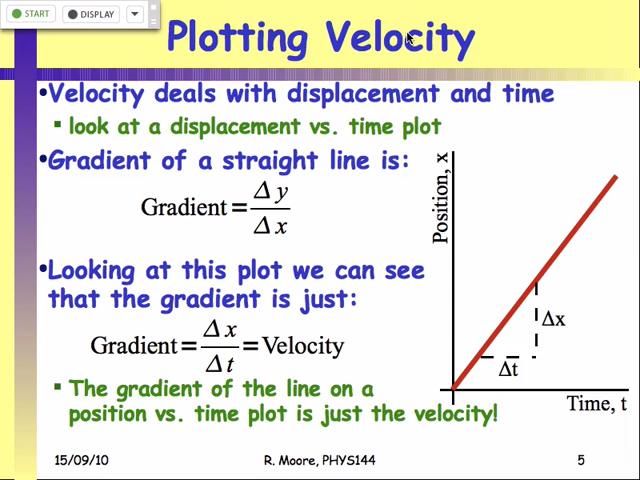 START DISPLAY
Plotting Velocity
•Velocity deals with displacement and time
▪ look at a displacement vs. time plot
•Gradient of a straight line is:
Gradient = Δy / Δx
•Looking at this plot we can see
that the gradient is just:
Gradient = Δx / Δt = Velocity
▪ The gradient of the line on a
position vs. time plot is just the velocity!
Position, x
Δx
Δt
Time, t
15/09/10 R. Moore, PHYS144 5